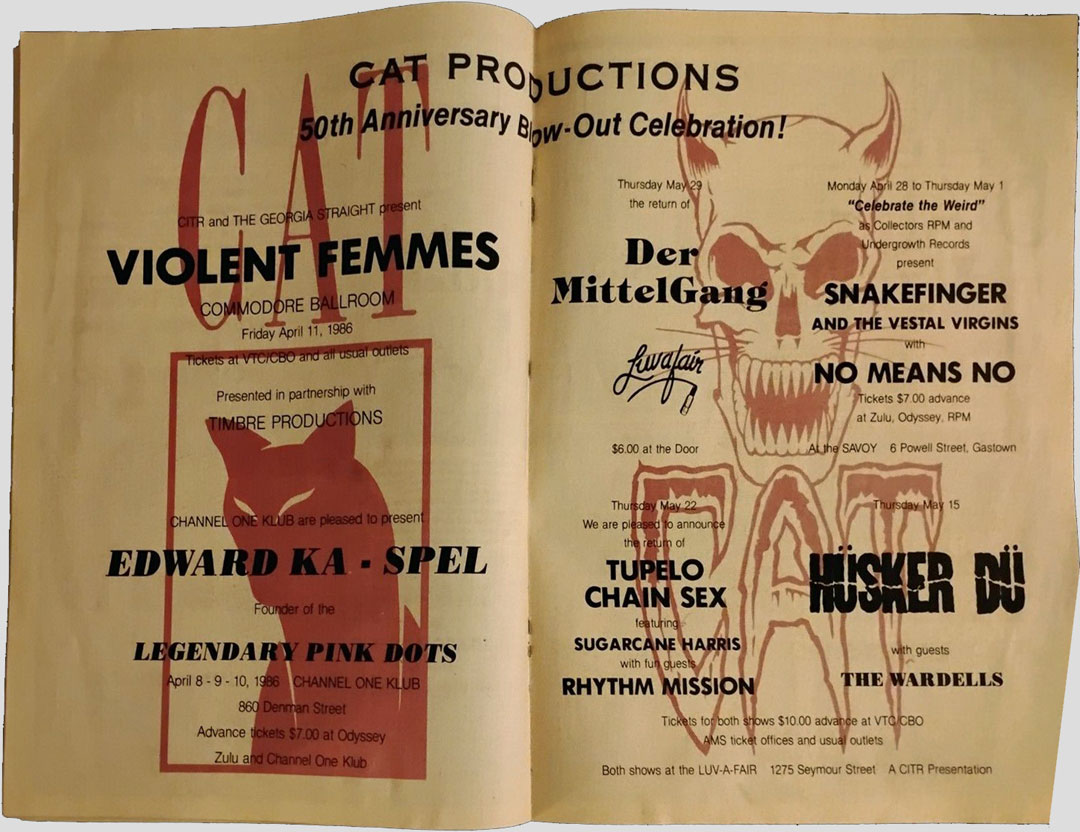 CAT PRODUCTIONS
50th Anniversary Blow-Out Celebration!
CAT
CITR and THE GEORGIA STRAIGHT present
VIOLENT FEMMES
COMMODORE BALLROOM
Friday April 11, 1986
Tickets at VTC/CBO and all usual outlets
Presented in partnership with
TIMBRE PRODUCTIONS
CHANNEL ONE KLUB are pleased to present
EDWARD KA - SPEL
Founder of the
LEGENDARY PINK DOTS
April 8 - 9 - 10, 1986 CHANNEL ONE KLUB
860 Denman Street
Advance tickets $7.00 at Odyssey
Zulu and Channel One Klub
Thursday May 29
the return of
Der
MittelGang
Luvafair
$6.00 at the Door
Monday April 28 to Thursday May 1
"Celebrate the Weird"
as Collectors RPM and
Undergrowth Records
present
SNAKEFINGER
AND THE VESTAL VIRGINS
with
NO MEANS NO
Tickets $7.00 advance
at Zulu, Odyssey, RPM
At the SAVOY 6 Powell Street, Gastown
CAT
Thursday May 22
We are pleased to announce
the return of
TUPELO
CHAIN SEX
featuring
SUGARCANE HARRIS
with fun guests
RHYTHM MISSION
Thursday May 15
HÜSKER DÜ
with guests
THE WARDELLS
Tickets for both shows $10.00 advance at VTC/CBO
AMS ticket offices and usual outlets
Both shows at the LUV-A-FAIR 1275 Seymour Street A CITR Presentation